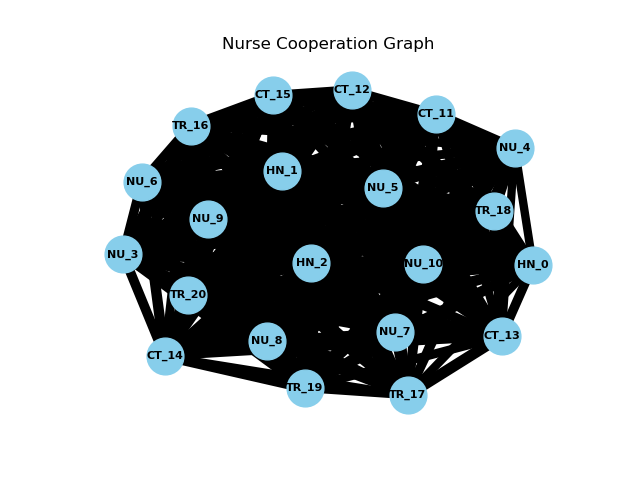 Nurse Cooperation Graph
CT_15
CT_12
CT_11
TR_16
NU_4
HN_1
NU_6
NU_5
TR_18
NU_9
NU_3
HN_2
NU_10
HN_0
TR_20
NU_7
CT_13
NU_8
CT_14
TR_19
TR_17